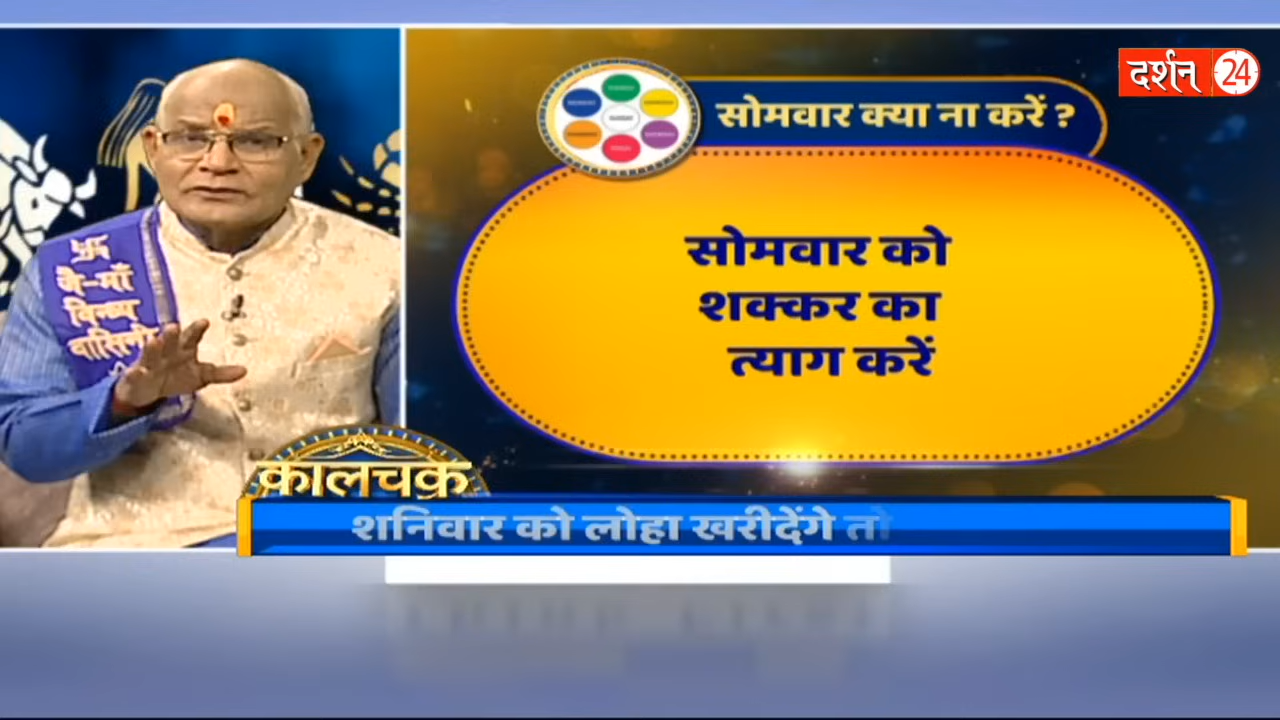 दर्शन 24
सोमवार क्या ना करें ?
सोमवार को
शक्कर का
त्याग करें
जै-माँ
विन्ध्य
वासिनी
कालचक्र
शनिवार को लोहा खरीदेंगे तो